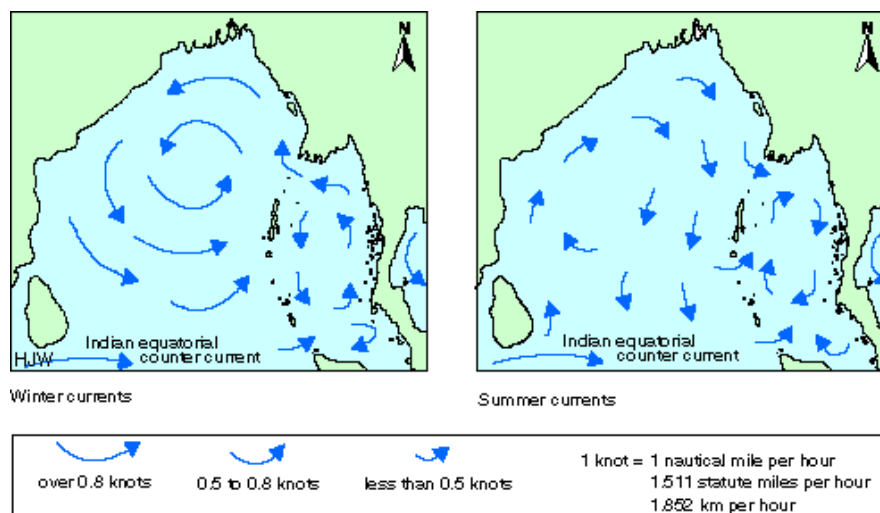 N
N
Indian equatorial
counter current
HJW
Indian equatorial
counter current
Winter currents
Summer currents
over 0.8 knots
0.5 to 0.8 knots
less than 0.5 knots
1 knot = 1 nautical mile per hour
1.511 statute miles per hour
1.852 km per hour